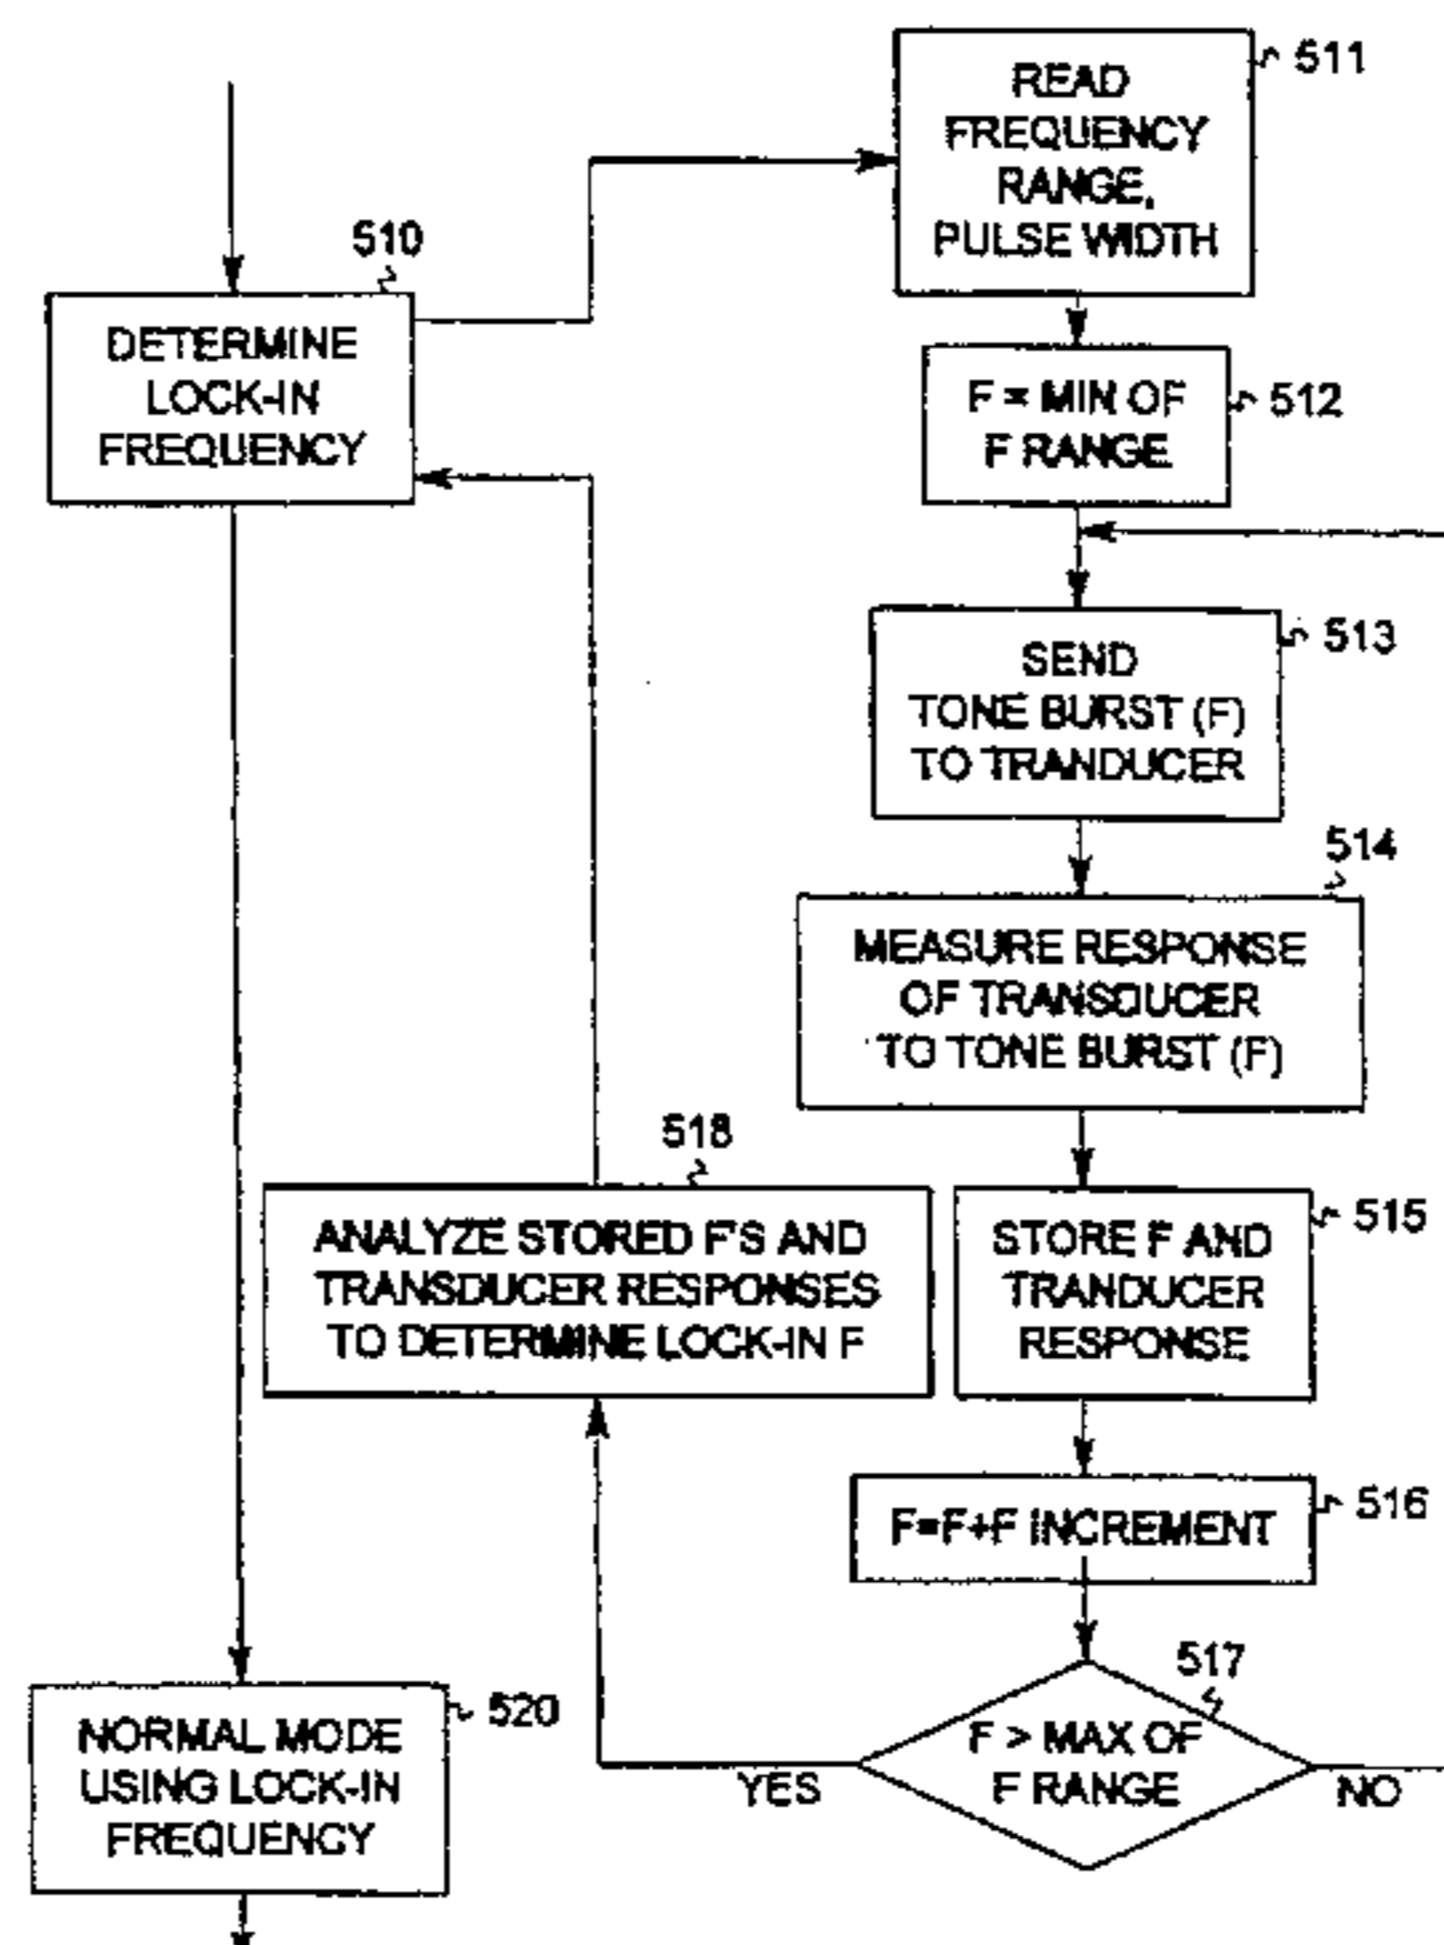 511
READ
FREQUENCY
RANGE,
PULSE WIDTH
510
DETERMINE
LOCK-IN
FREQUENCY
F = MIN OF
F RANGE
512
513
SEND
TONE BURST (F)
TO TRANDUCER
514
MEASURE RESPONSE
OF TRANSDUCER
TO TONE BURST (F)
518
ANALYZE STORED F'S AND
TRANSDUCER RESPONSES
TO DETERMINE LOCK-IN F
515
STORE F AND
TRANDUCER
RESPONSE
516
F=F+F INCREMENT
517
F > MAX OF
F RANGE
YES
NO
520
NORMAL MODE
USING LOCK-IN
FREQUENCY